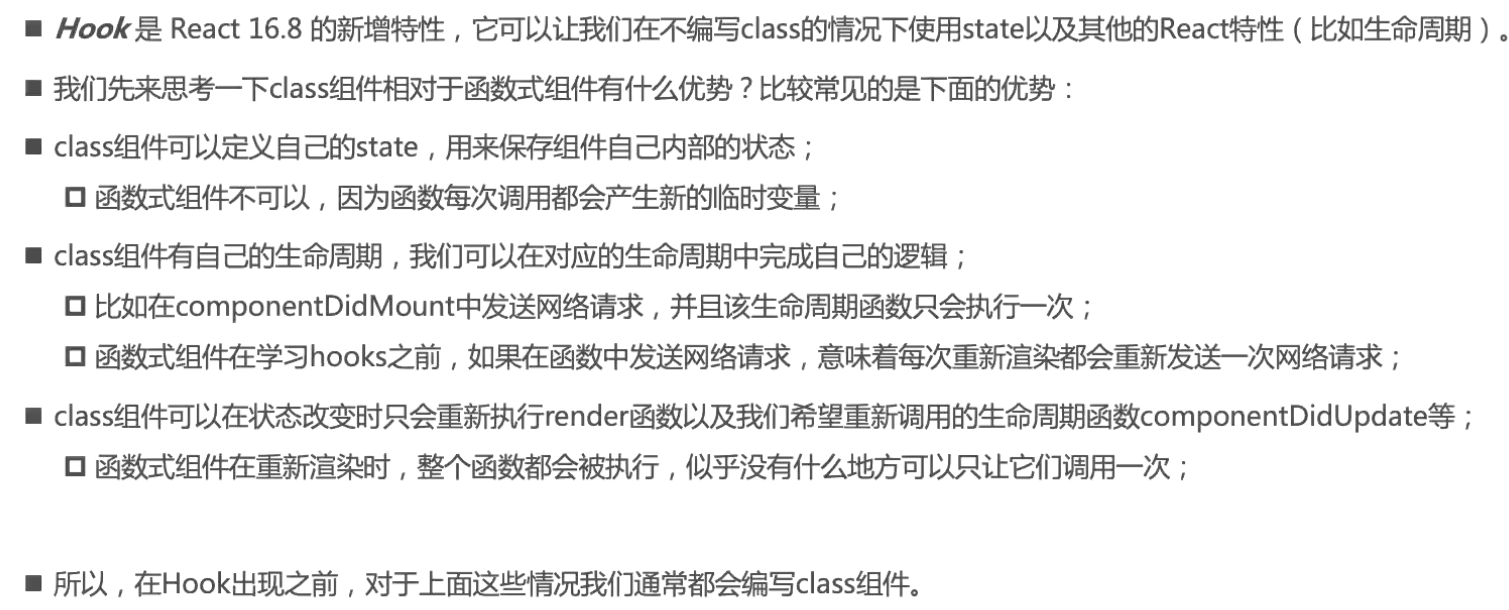 ■ Hook 是 React 16.8 的新增特性，它可以让我们在不编写class的情况下使用state以及其他的React特性（比如生命周期）。
■ 我们先来思考一下class组件相对于函数式组件有什么优势？比较常见的是下面的优势：
■ class组件可以定义自己的state，用来保存组件自己内部的状态；
□ 函数式组件不可以，因为函数每次调用都会产生新的临时变量；
■ class组件有自己的生命周期，我们可以在对应的生命周期中完成自己的逻辑；
□ 比如在componentDidMount中发送网络请求，并且该生命周期函数只会执行一次；
□ 函数式组件在学习hooks之前，如果在函数中发送网络请求，意味着每次重新渲染都会重新发送一次网络请求；
■ class组件可以在状态改变时只会重新执行render函数以及我们希望重新调用的生命周期函数componentDidUpdate等；
□ 函数式组件在重新渲染时，整个函数都会被执行，似乎没有什么地方可以只让它们调用一次；
■ 所以，在Hook出现之前，对于上面这些情况我们通常都会编写class组件。